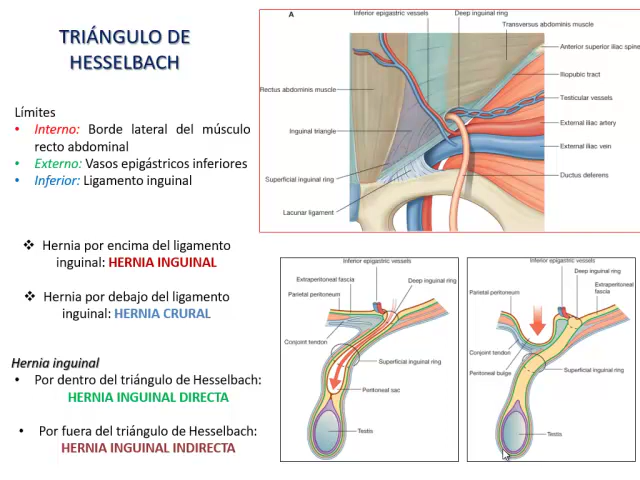 TRIÁNGULO DE
HESSELBACH
Límites
• Interno: Borde lateral del músculo
recto abdominal
• Externo: Vasos epigástricos inferiores
• Inferior: Ligamento inguinal
❖ Hernia por encima del ligamento
inguinal: HERNIA INGUINAL
❖ Hernia por debajo del ligamento
inguinal: HERNIA CRURAL
Hernia inguinal
• Por dentro del triángulo de Hesselbach:
HERNIA INGUINAL DIRECTA
• Por fuera del triángulo de Hesselbach:
HERNIA INGUINAL INDIRECTA
A
Inferior epigastric vessels
Deep inguinal ring
Transversus abdominis muscle
Anterior superior iliac spine
Rectus abdominis muscle
Iliopubic tract
Testicular vessels
External iliac artery
Inguinal triangle
External iliac vein
Superficial inguinal ring
Ductus deferens
Lacunar ligament
Inferior epigastric vessels
Extraperitoneal fascia
Deep inguinal ring
Parietal peritoneum
Conjoint tendon
Superficial inguinal ring
Peritoneal sac
Testis
Inferior epigastric vessels
Deep inguinal ring
Extraperitoneal
fascia
Parietal peritoneum
Conjoint tendon
Peritoneal bulge
Superficial inguinal ring
Testis